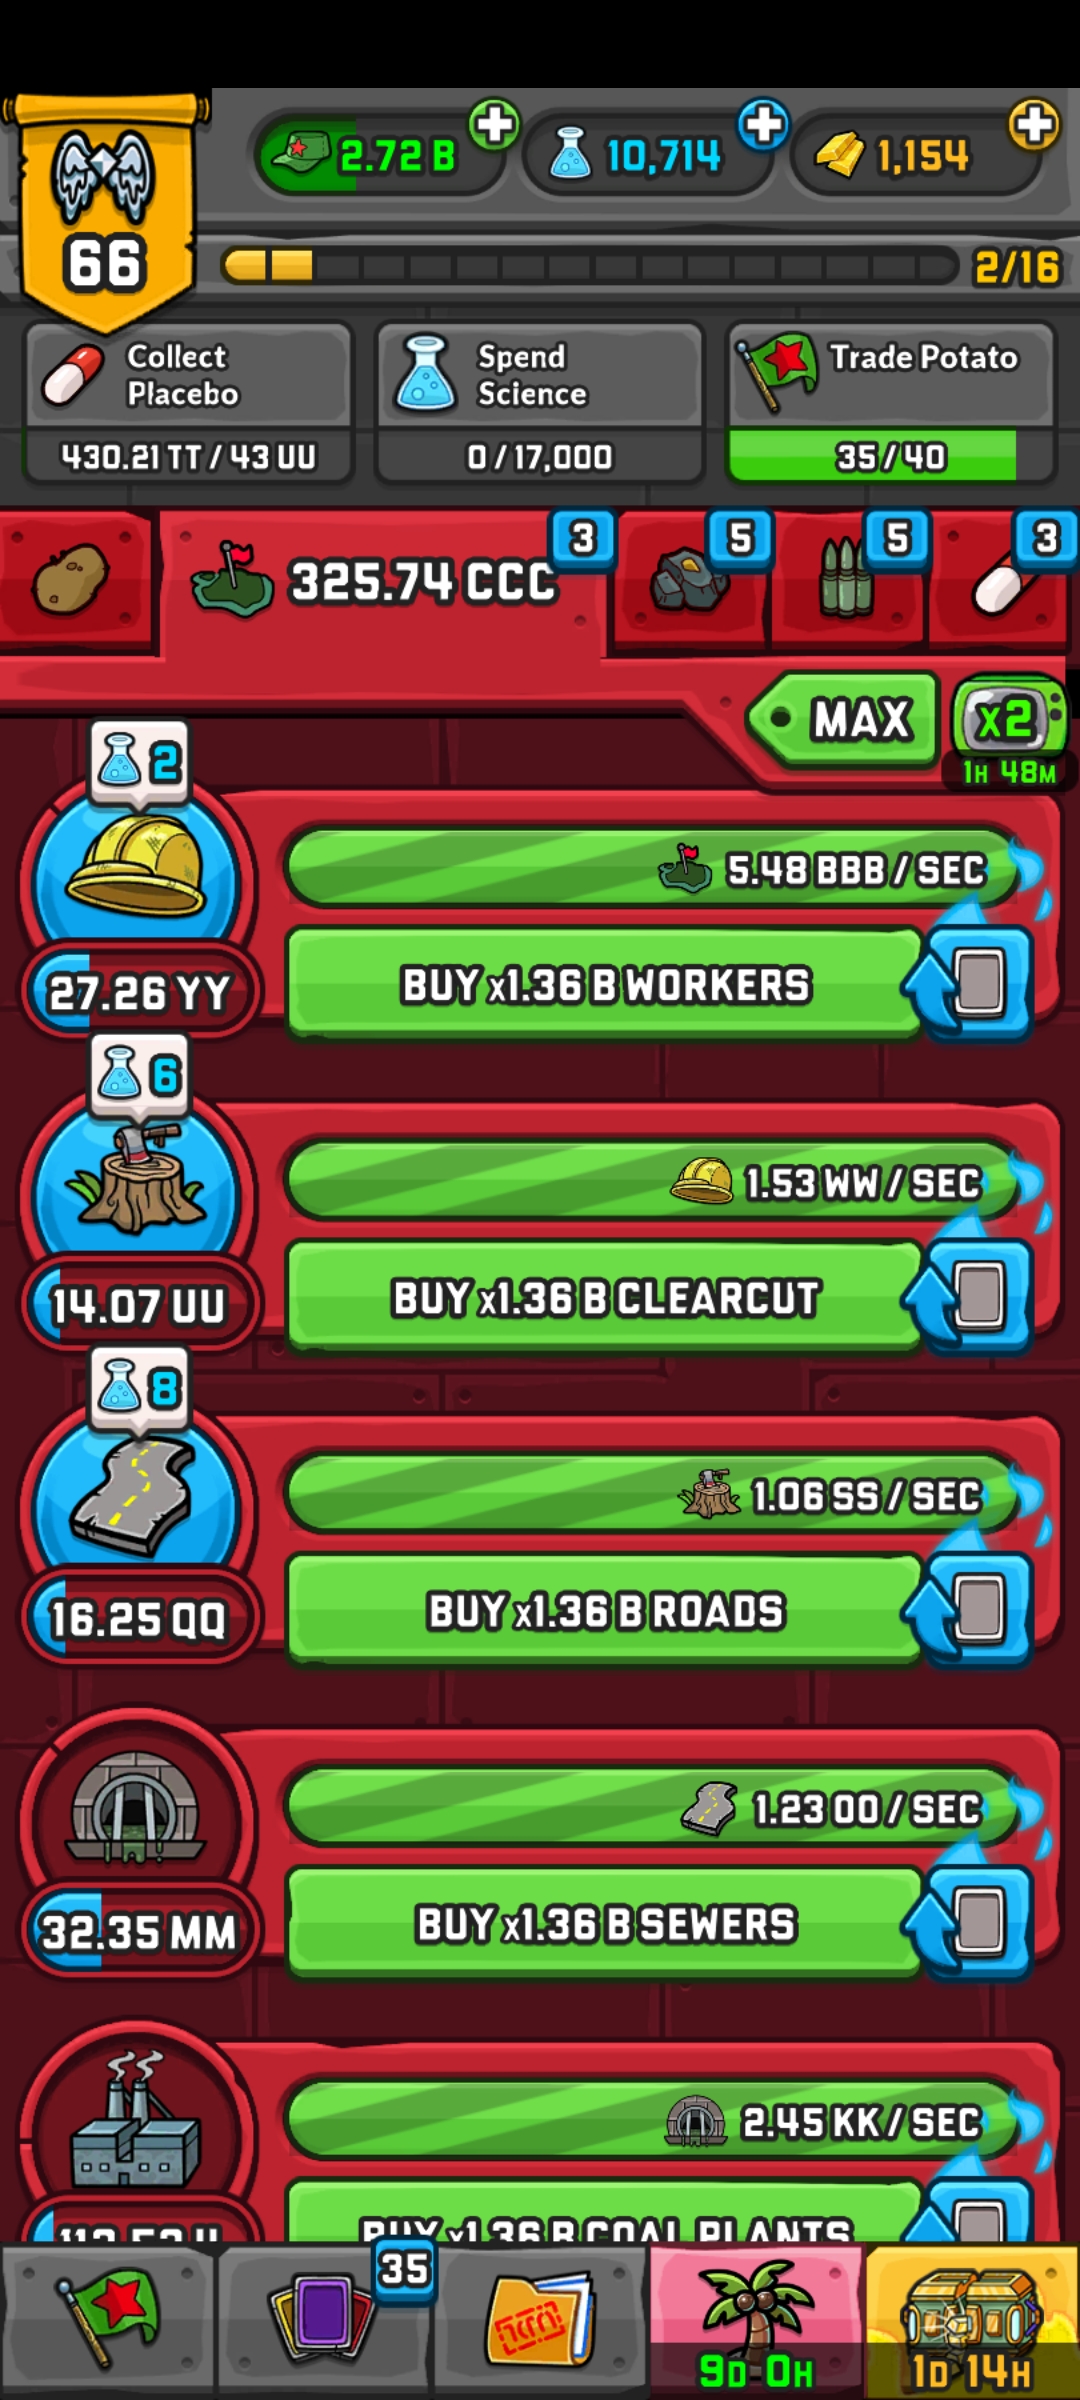 2.72 B
10,714
1,154
66
2/16
Collect
Placebo
430.21 TT / 43 UU
Spend
Science
0 / 17,000
Trade Potato
35 / 40
325.74 CCC
3
5
5
3
MAX
x2
1H 48M
2
5.48 BBB / SEC
27.26 YY
BUY x1.36 B WORKERS
6
1.53 WW / SEC
14.07 UU
BUY x1.36 B CLEARCUT
8
1.06 SS / SEC
16.25 QQ
BUY x1.36 B ROADS
1.23 OO / SEC
32.35 MM
BUY x1.36 B SEWERS
2.45 KK / SEC
BUY x1.36 B COAL PLANTS
35
9D 0H
1D 14H